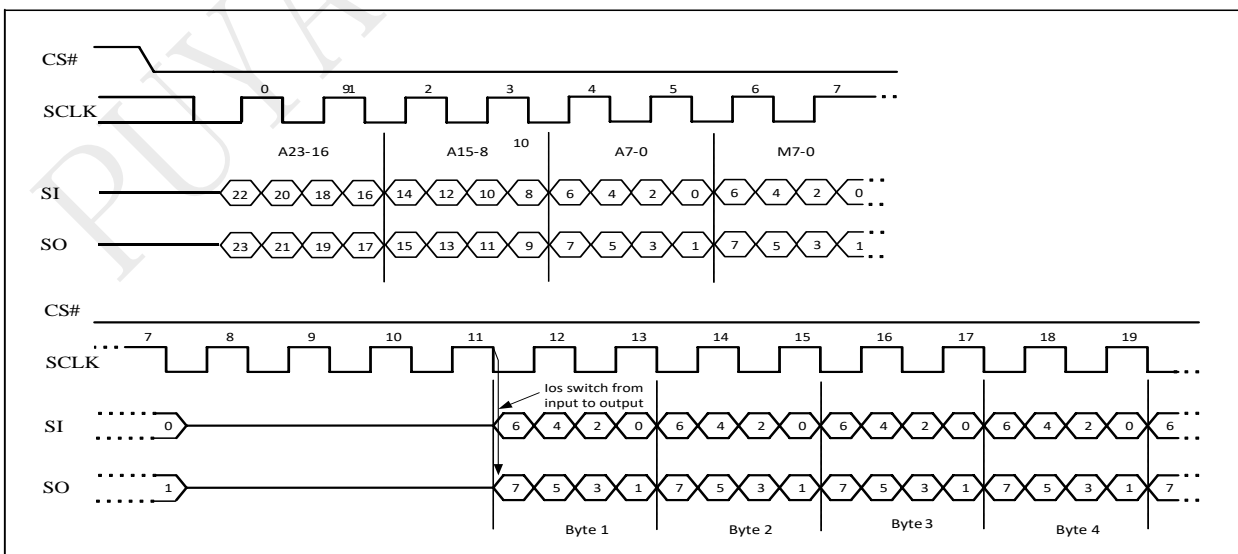 PUYA
CS#
0 91 2 3 4 5 6 7
SCLK
10
A23-16 A15-8 A7-0 M7-0
SI 22 20 18 16 14 12 10 8 6 4 2 0 6 4 2 0
SO 23 21 19 17 15 13 11 9 7 5 3 1 7 5 3 1
CS#
7 8 9 10 11 12 13 14 15 16 17 18 19
SCLK
Ios switch from
input to output
SI 0 6 4 2 0 6 4 2 0 6 4 2 0 6 4 2 0 6
SO 1 7 5 3 1 7 5 3 1 7 5 3 1 7 5 3 1 7
Byte 1 Byte 2 Byte 3 Byte 4